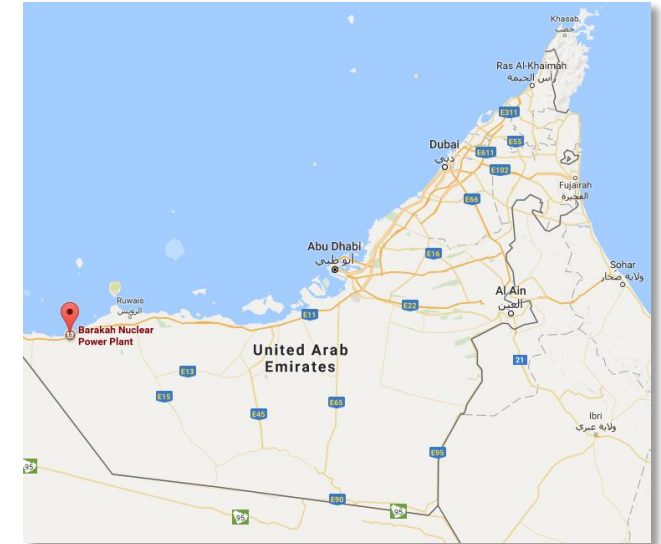 Khasab
خصب
Ras Al-Khaimah
رأس الخيمة
E311
Dubai
دبي
E55
E611
E102
Fujairah
الفجيرة
E66
Abu Dhabi
أبو ظبي
E16
Sohar
ولاية صحار
Al Ain
العين
Ruwais
الرويس
E22
E11
Barakah Nuclear
Power Plant
United Arab
Emirates
21
E13
E15
E45
E65
Ibri
ولاية عبري
E95
95
E90
95
95